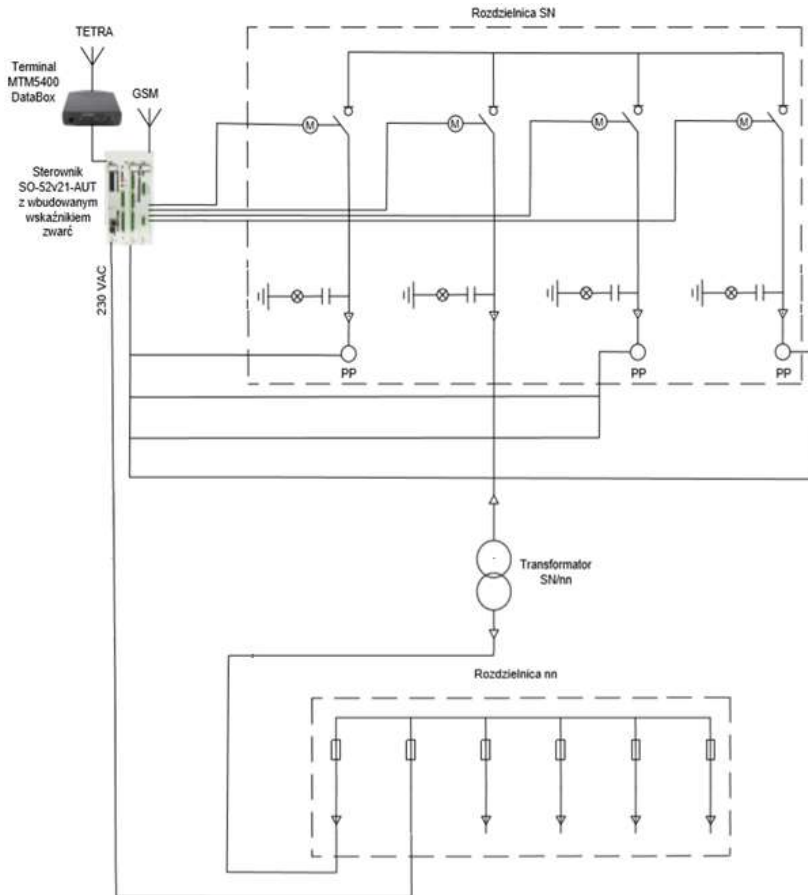 Rozdzielnica SN
TETRA
Terminal
MTM5400
DataBox
GSM
M
M
M
M
Sterownik
SO-52v21-AUT
z wbudowanym
wskaźnikiem
zwarć
230 VAC
PP
PP
PP
Transformator
SN/nn
Rozdzielnica nn